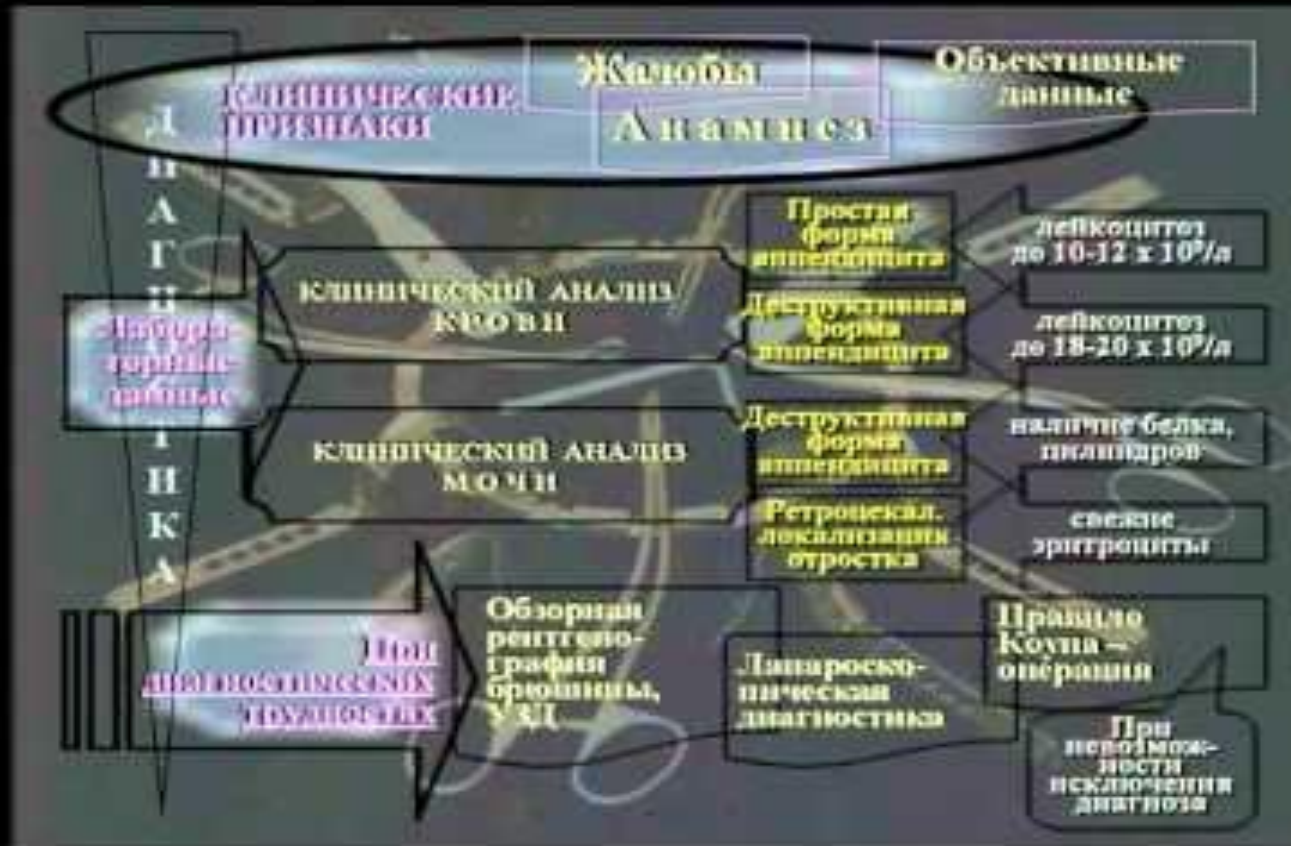 ДИАГНОСТИКА
КЛИНИЧЕСКИЕ
ПРИЗНАКИ
Жалобы
Анамнез
Объективные
данные
Лабора-
торные
данные
КЛИНИЧЕСКИЙ АНАЛИЗ
КРОВИ
Простая
форма
аппендицита
лейкоцитоз
до 10-12 х 10⁹/л
Деструктивная
форма
аппендицита
лейкоцитоз
до 18-20 х 10⁹/л
КЛИНИЧЕСКИЙ АНАЛИЗ
МОЧИ
Деструктивная
форма
аппендицита
наличие белка,
цилиндров
Ретроцекал.
локализация
отростка
свежие
эритроциты
При
диагностических
трудностях
Обзорная
рентгено-
графия
брюшины,
УЗД
Лапароско-
пическая
диагностика
Правило
Коупа –
операция
При
невозмож-
ности
исключения
диагноза